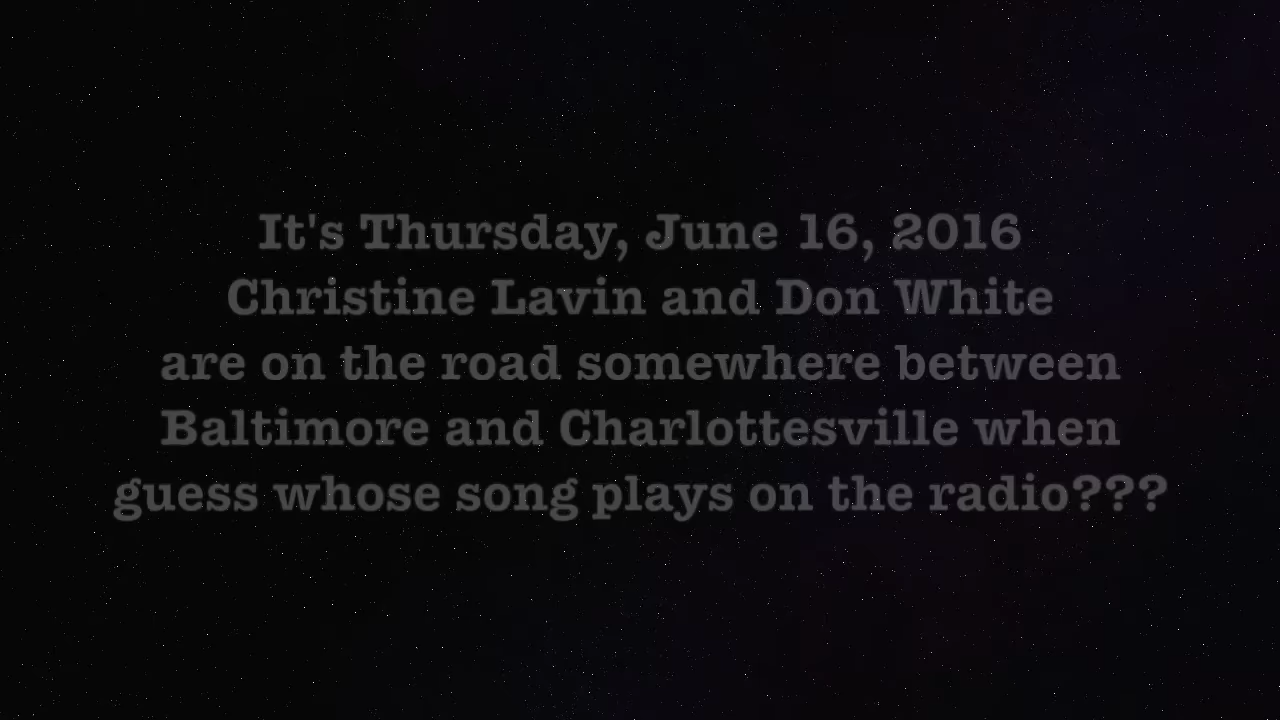 It's Thursday, June 16, 2016
Christine Lavin and Don White
are on the road somewhere between
Baltimore and Charlottesville when
guess whose song plays on the radio???